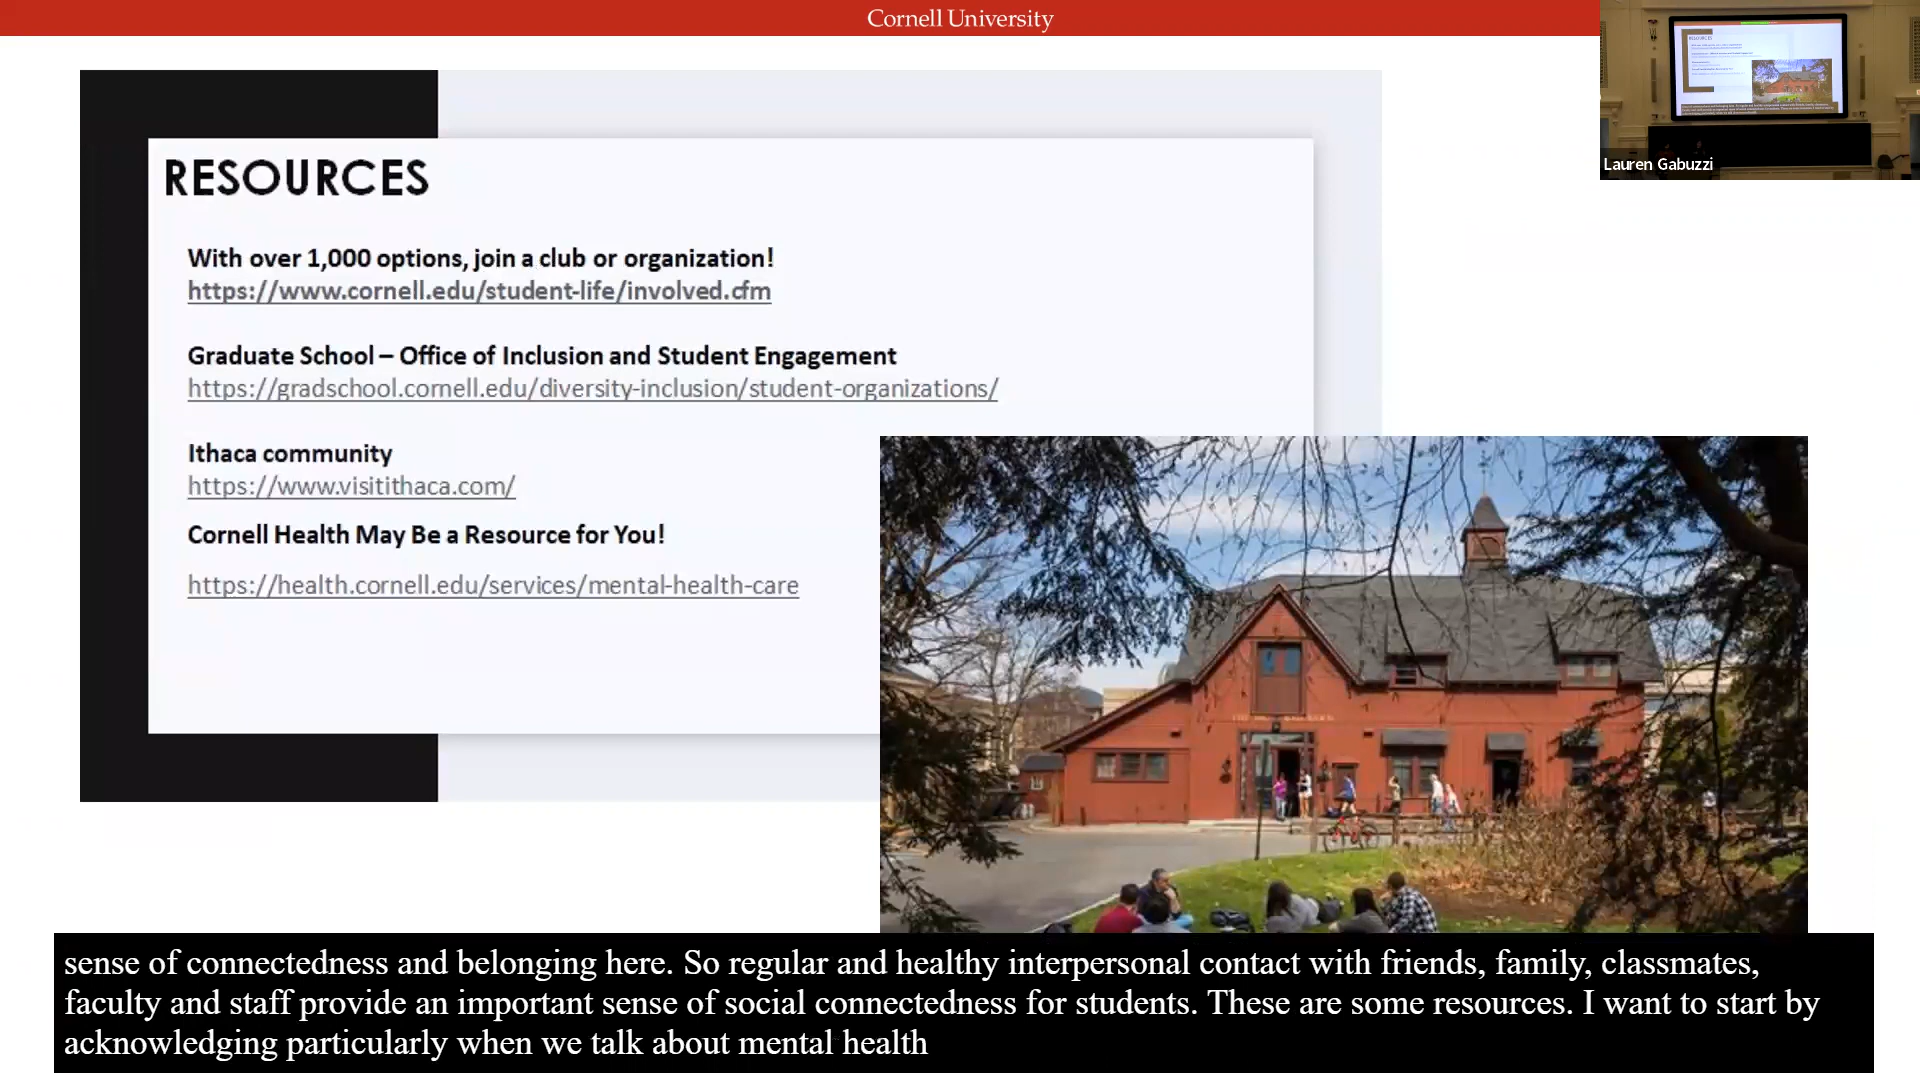 Cornell University
Lauren Gabuzzi
RESOURCES
With over 1,000 options, join a club or organization!
https://www.cornell.edu/student-life/involved.cfm
Graduate School – Office of Inclusion and Student Engagement
https://gradschool.cornell.edu/diversity-inclusion/student-organizations/
Ithaca community
https://www.visitithaca.com/
Cornell Health May Be a Resource for You!
https://health.cornell.edu/services/mental-health-care
sense of connectedness and belonging here. So regular and healthy interpersonal contact with friends, family, classmates,
faculty and staff provide an important sense of social connectedness for students. These are some resources. I want to start by
acknowledging particularly when we talk about mental health